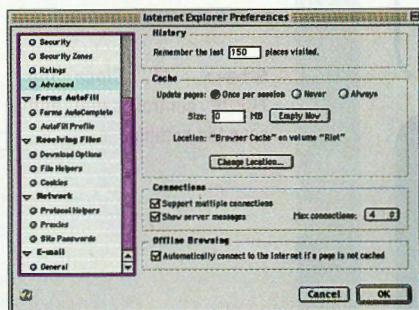 Internet Explorer Preferences
Security
Security Zones
Ratings
Advanced
Forms AutoFill
Forms AutoComplete
AutoFill Profile
Receiving Files
Download Options
File Helpers
Cookies
Network
Protocol Helpers
Proxies
Site Passwords
E-mail
General
History
Remember the last 150 places visited.
Cache
Update pages: Once per session Never Always
Size: 0 MB Empty Now
Location: "Browser Cache" on volume "Riot"
Change Location...
Connections
Support multiple connections
Show server messages Max connections: 4
Offline Browsing
Automatically connect to the Internet if a page is not cached
Cancel OK